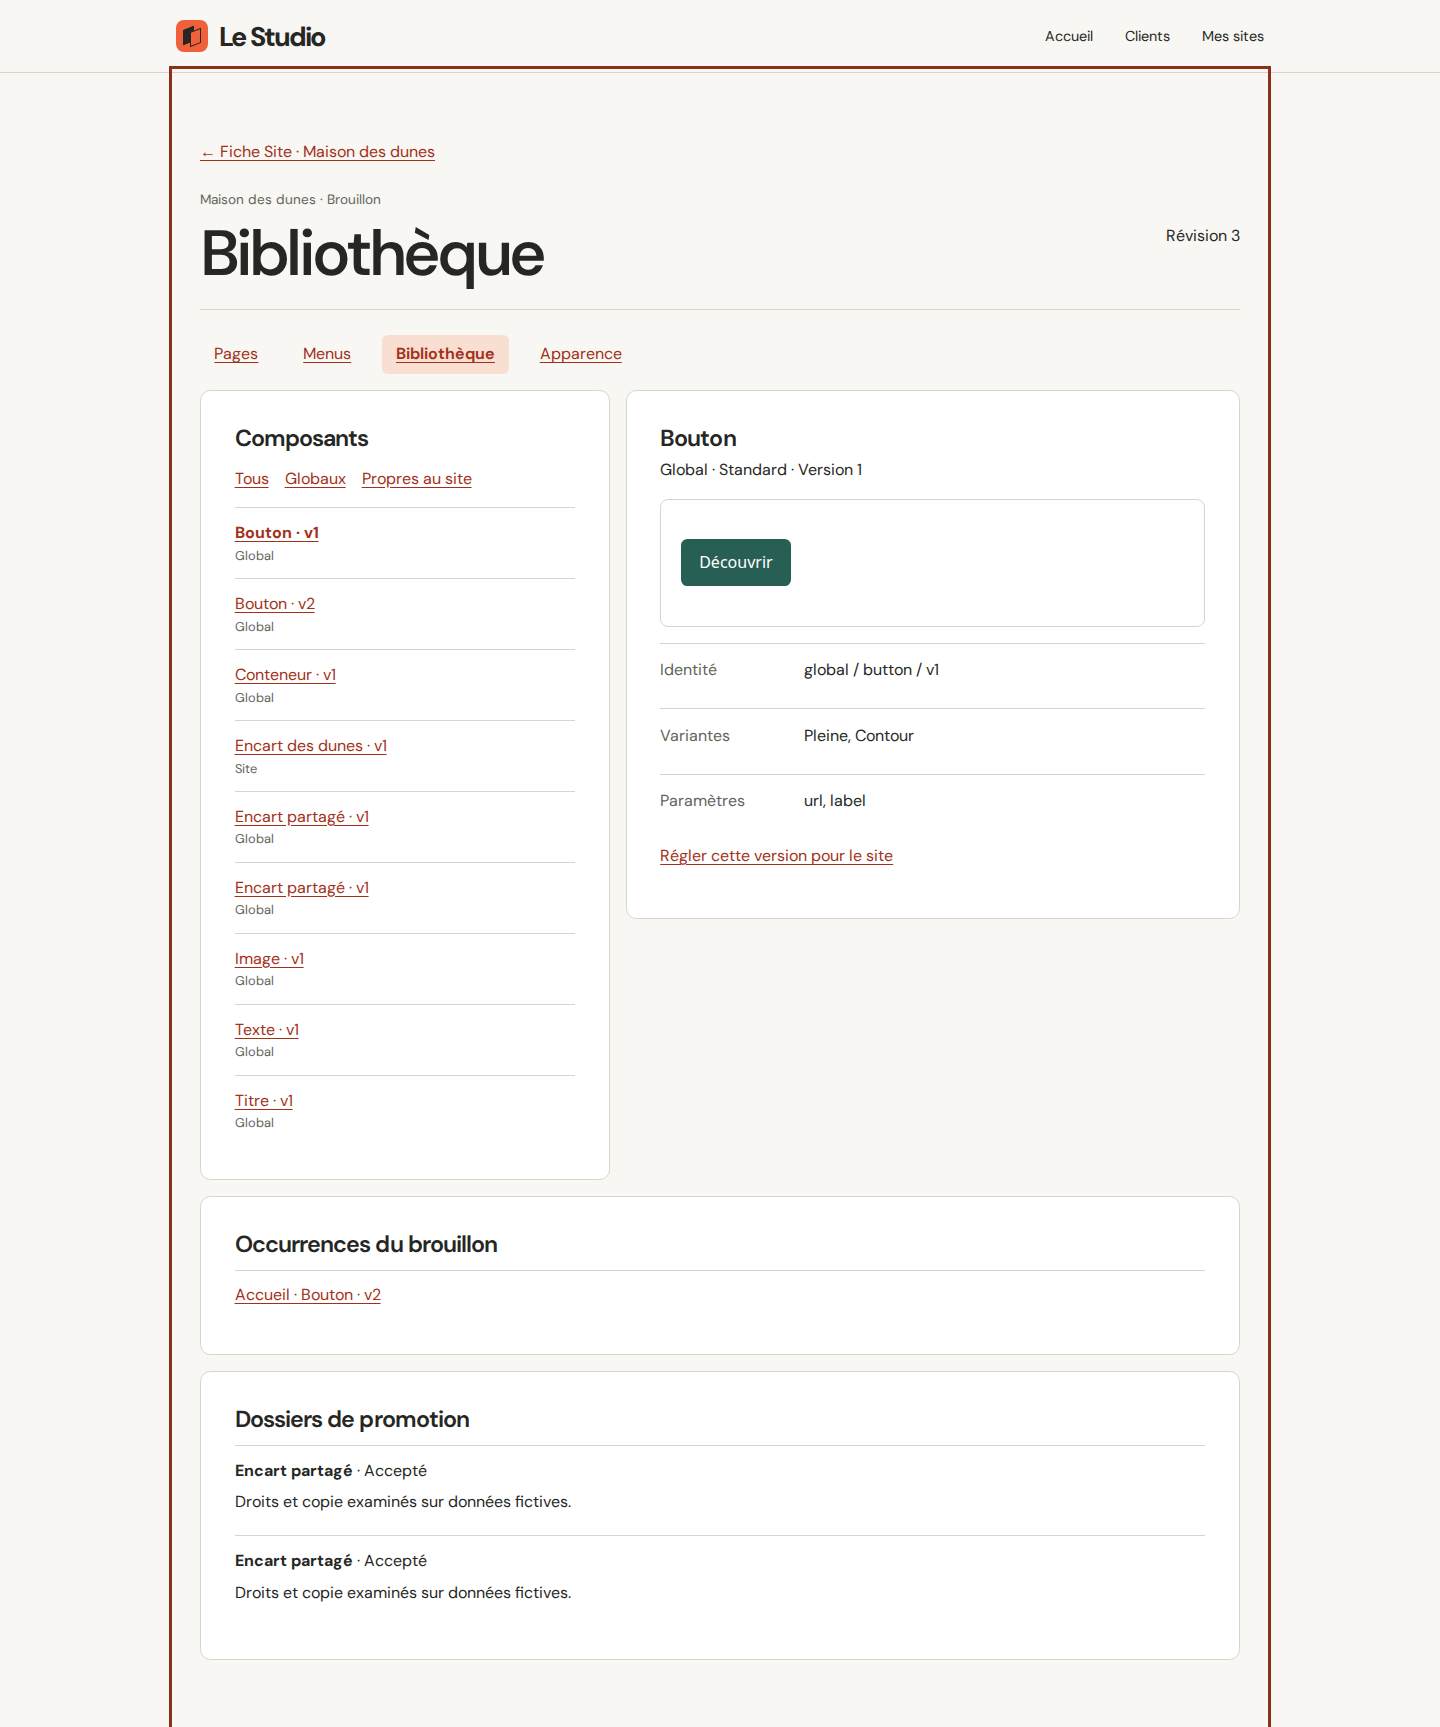 Le Studio
Accueil Clients Mes sites
← Fiche Site · Maison des dunes
Maison des dunes · Brouillon
Bibliothèque
Révision 3
Pages Menus Bibliothèque Apparence
Composants
Tous Globaux Propres au site
Bouton · v1
Global
Bouton · v2
Global
Conteneur · v1
Global
Encart des dunes · v1
Site
Encart partagé · v1
Global
Encart partagé · v1
Global
Image · v1
Global
Texte · v1
Global
Titre · v1
Global
Bouton
Global · Standard · Version 1
Découvrir
Identité global / button / v1
Variantes Pleine, Contour
Paramètres url, label
Régler cette version pour le site
Occurrences du brouillon
Accueil · Bouton · v2
Dossiers de promotion
Encart partagé · Accepté
Droits et copie examinés sur données fictives.
Encart partagé · Accepté
Droits et copie examinés sur données fictives.